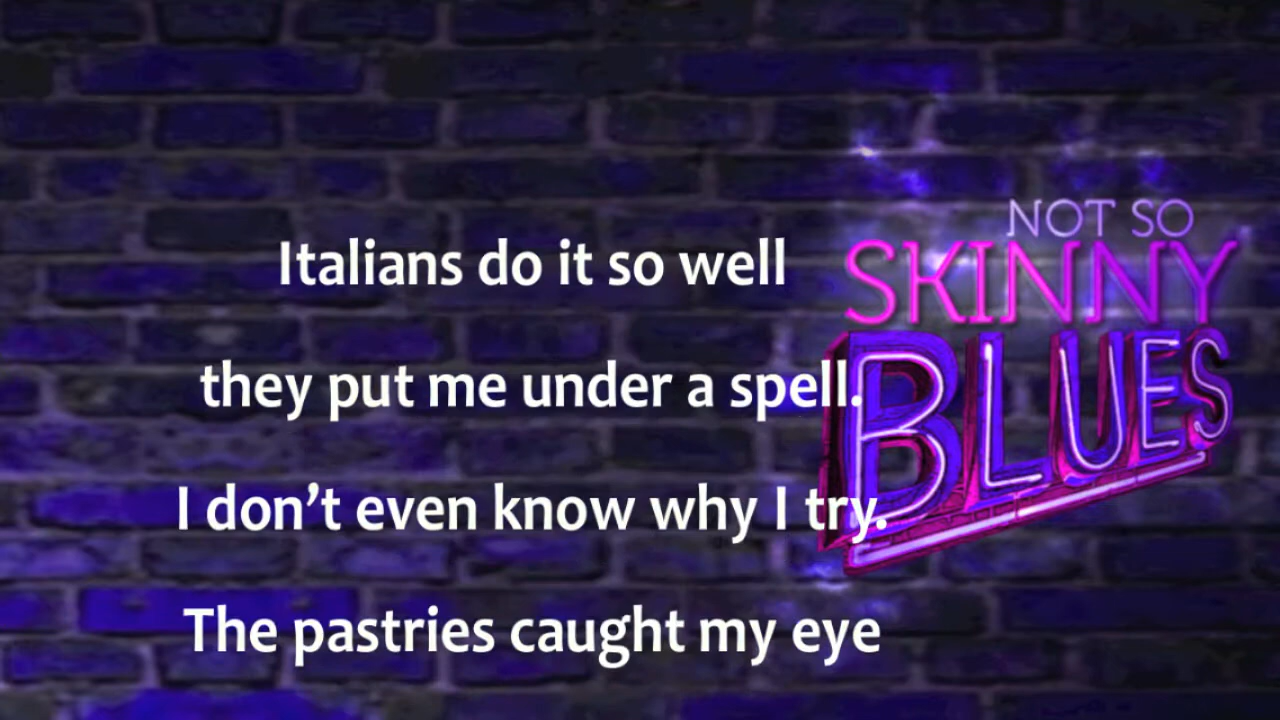 Italians do it so well
they put me under a spell.
I don’t even know why I try.
The pastries caught my eye
NOT SO
SKINNY
BLUES